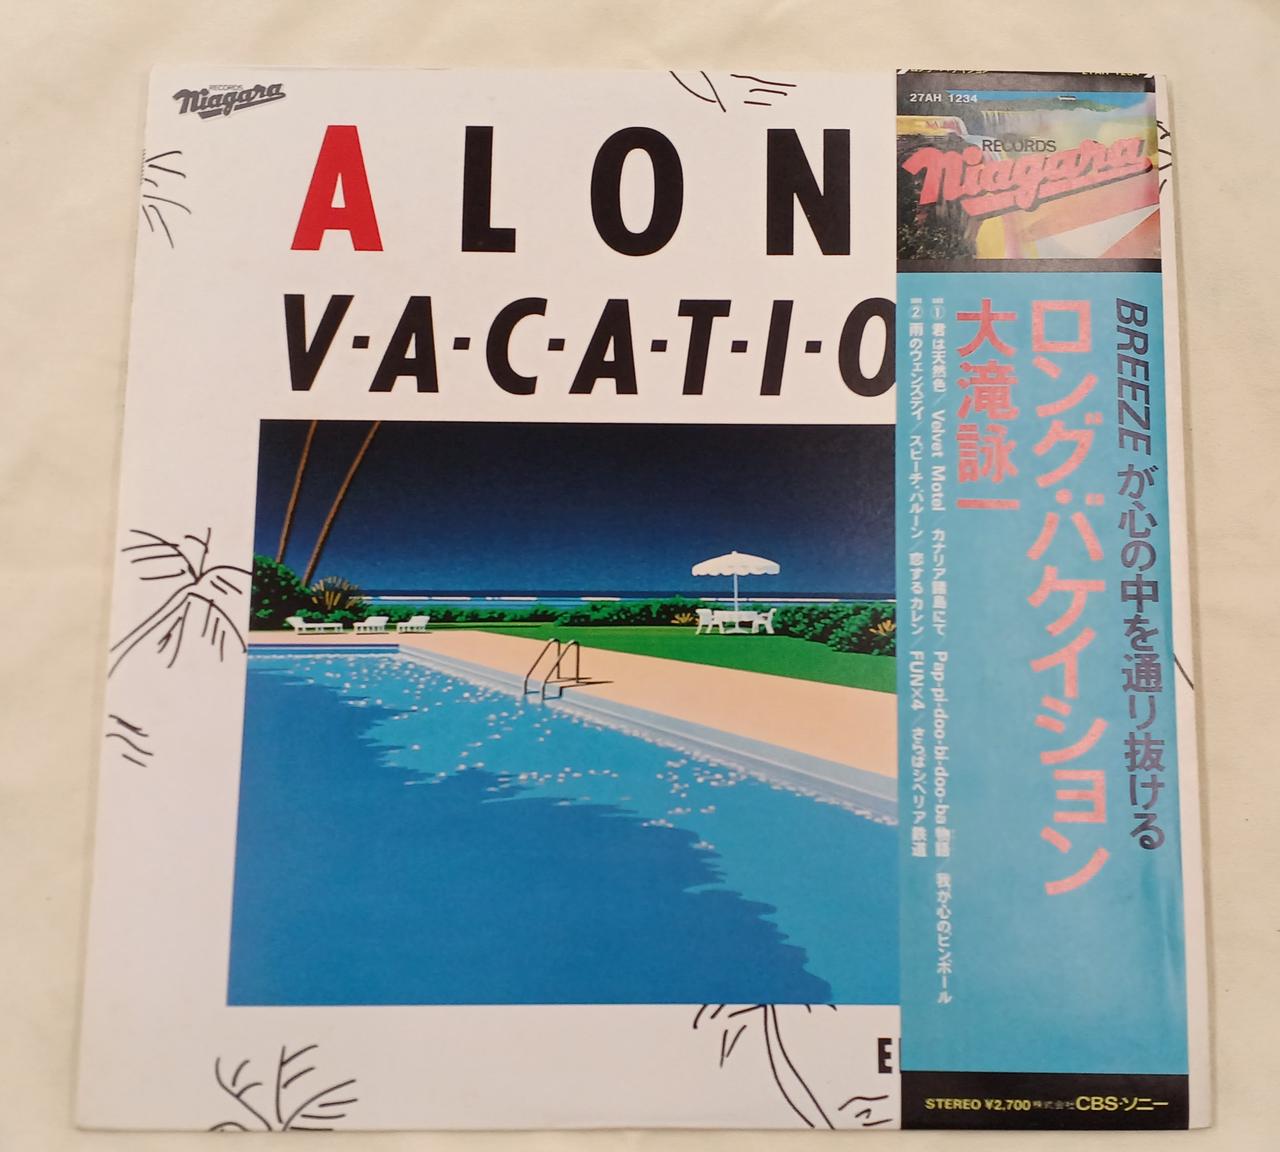 RECORDS
Niagara
A LON
V·A·C·A·T·I·O
27AH 1234
RECORDS
Niagara
BREEZEが心の中を通り抜ける
ロング・バケイション
大滝詠一
① 君は天然色/Velvet Motel/カナリア諸島にて/Pap-pi-doo-bi-doo-ba物語/我が心のピンボール
② 雨のウェンズデイ/スピーチ・バルーン/恋するカレン/FUN×4/さらばシベリア鉄道
STEREO ¥2,700 株式会社 CBS・ソニー